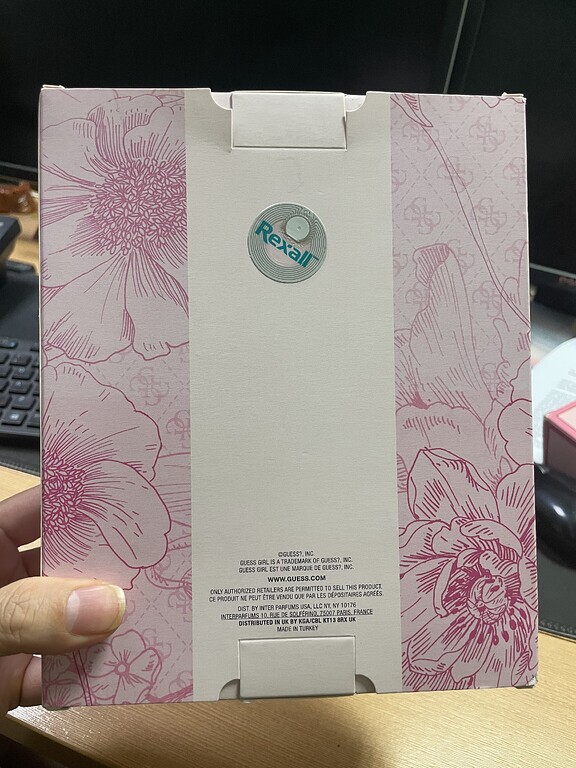 Rexall
©GUESS?, INC.
GUESS GIRL IS A TRADEMARK OF GUESS?, INC.
GUESS GIRL EST UNE MARQUE DE GUESS?, INC.
WWW.GUESS.COM
ONLY AUTHORIZED RETAILERS ARE PERMITTED TO SELL THIS PRODUCT.
CE PRODUIT NE PEUT ÊTRE VENDU QUE PAR LES DÉPOSITAIRES AGRÉÉS.
DIST. BY INTER PARFUMS USA, LLC NY, NY 10176
INTERPARFUMS 10, RUE DE SOLFÉRINO, 75007 PARIS, FRANCE
DISTRIBUTED IN UK BY KGA/CBL KT13 8RX UK
MADE IN TURKEY